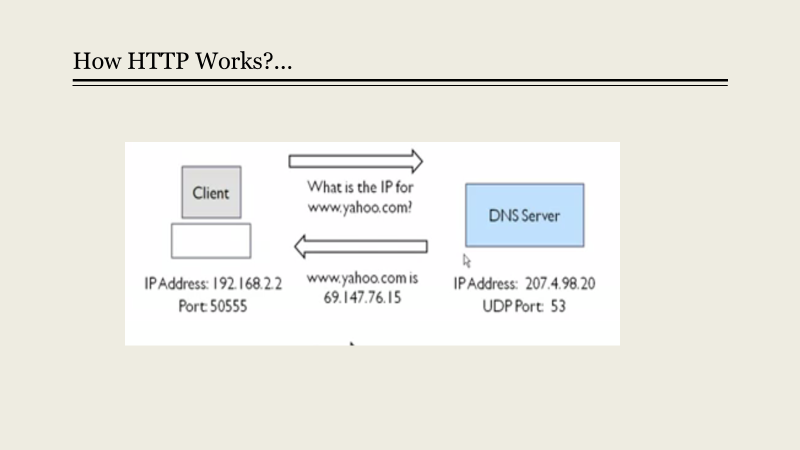 How HTTP Works?...
Client
What is the IP for
www.yahoo.com?
DNS Server
www.yahoo.com is
69.147.76.15
IP Address: 192.168.2.2
Port: 50555
IP Address: 207.4.98.20
UDP Port: 53